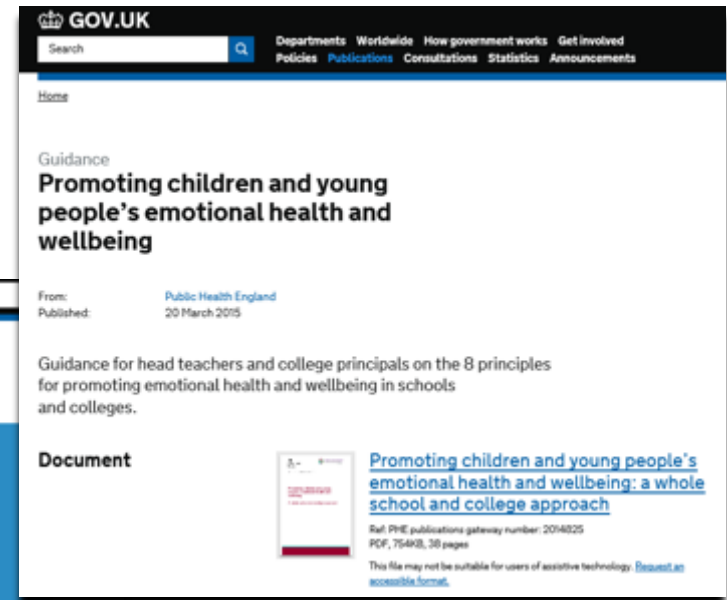 GOV.UK
Search
Departments Worldwide How government works Get involved
Policies Publications Consultations Statistics Announcements
Home
Guidance
Promoting children and young
people's emotional health and
wellbeing
From: Public Health England
Published: 20 March 2015
Guidance for head teachers and college principals on the 8 principles
for promoting emotional health and wellbeing in schools
and colleges.
Document
Promoting children and young people's
emotional health and wellbeing: a whole
school and college approach
Ref: PHE publications gateway number: 2014825
PDF, 754KB, 38 pages
This file may not be suitable for users of assistive technology. Request an
accessible format.